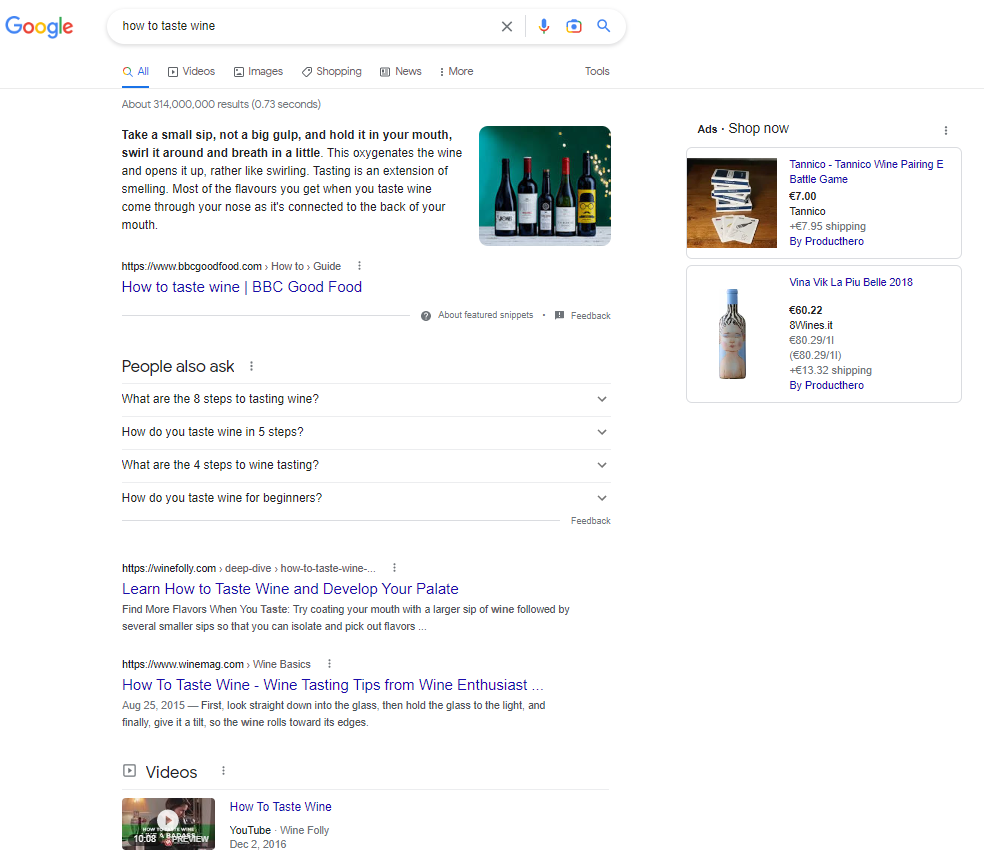 Google
how to taste wine
All
Videos
Images
Shopping
News
More
Tools
About 314,000,000 results (0.73 seconds)
Take a small sip, not a big gulp, and hold it in your mouth,
swirl it around and breath in a little. This oxygenates the wine
and opens it up, rather like swirling. Tasting is an extension of
smelling. Most of the flavours you get when you taste wine
come through your nose as it's connected to the back of your
mouth.
https://www.bbcgoodfood.com › How to › Guide
How to taste wine | BBC Good Food
About featured snippets • Feedback
People also ask
What are the 8 steps to tasting wine?
How do you taste wine in 5 steps?
What are the 4 steps to wine tasting?
How do you taste wine for beginners?
Feedback
https://winefolly.com › deep-dive › how-to-taste-wine-...
Learn How to Taste Wine and Develop Your Palate
Find More Flavors When You Taste: Try coating your mouth with a larger sip of wine followed by
several smaller sips so that you can isolate and pick out flavors ...
https://www.winemag.com › Wine Basics
How To Taste Wine - Wine Tasting Tips from Wine Enthusiast ...
Aug 25, 2015 — First, look straight down into the glass, then hold the glass to the light, and
finally, give it a tilt, so the wine rolls toward its edges.
Videos
HOW TO TASTE WINE
10:08
PREVIEW
How To Taste Wine
YouTube · Wine Folly
Dec 2, 2016
Ads · Shop now
Tannico - Tannico Wine Pairing E
Battle Game
€7.00
Tannico
+€7.95 shipping
By Producthero
Vina Vik La Piu Belle 2018
€60.22
8Wines.it
€80.29/1l
(€80.29/1l)
+€13.32 shipping
By Producthero